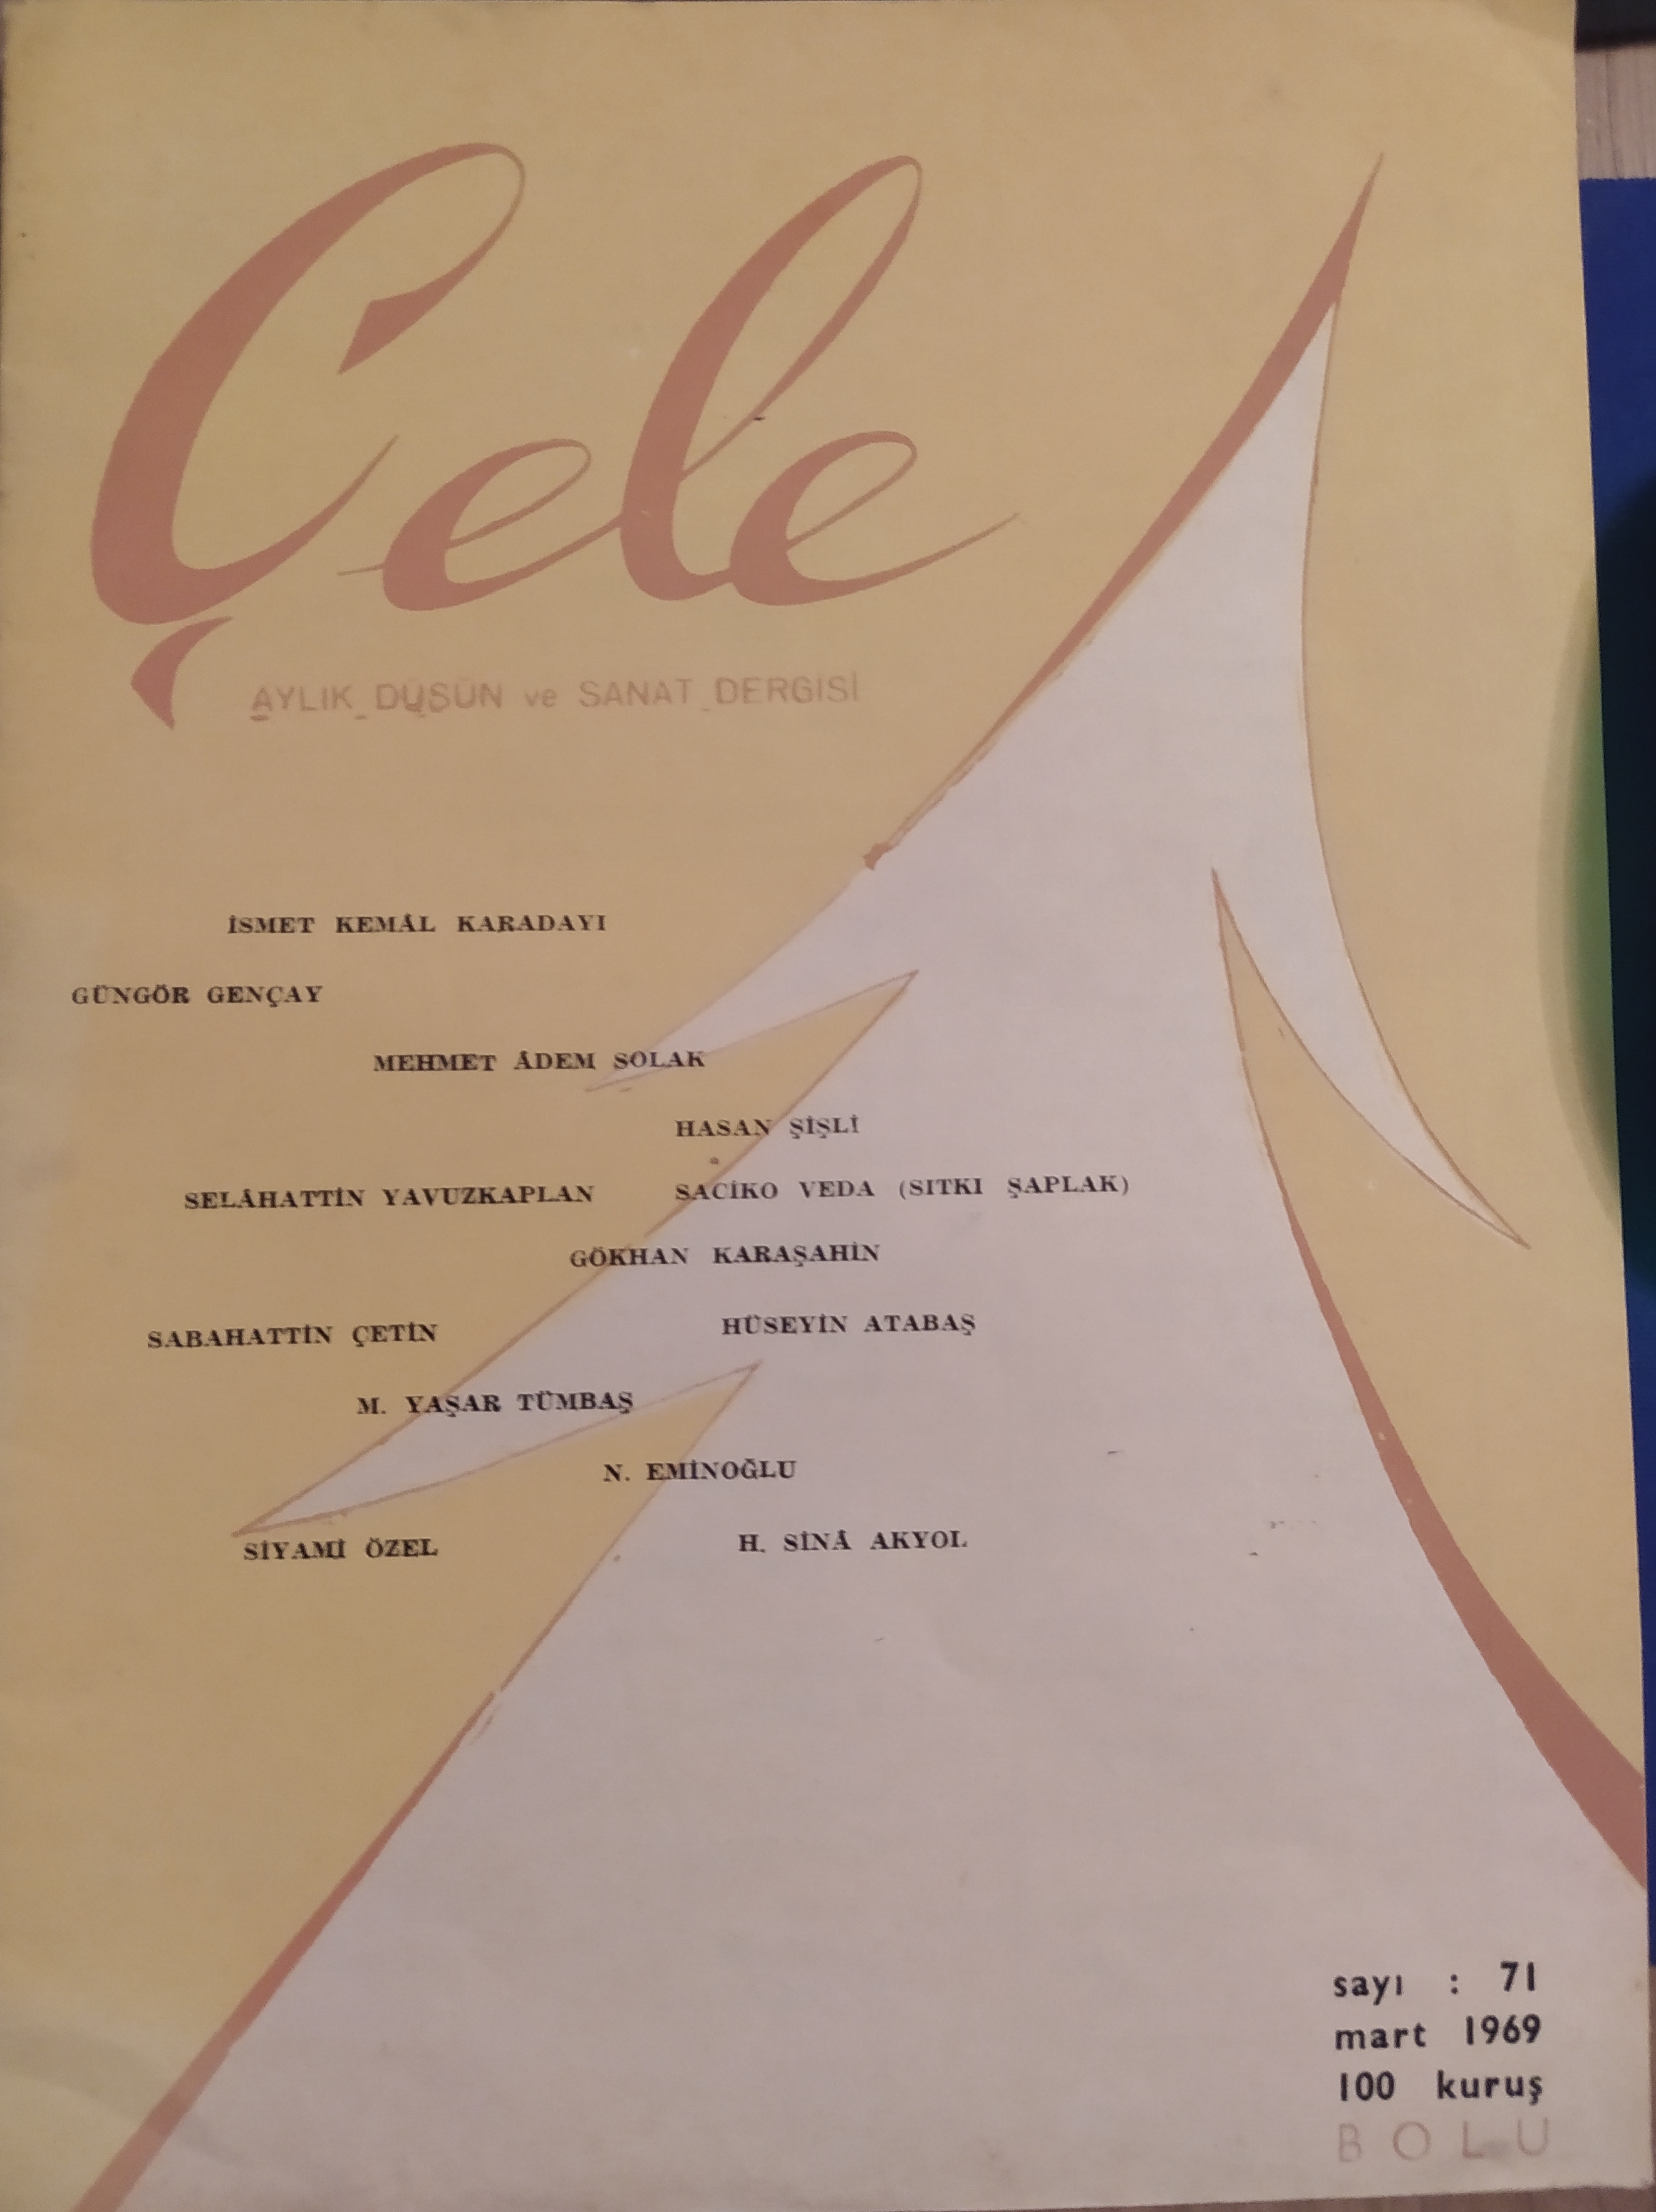 Çele
AYLIK DÜŞÜN ve SANAT DERGİSİ
İSMET KEMÂL KARADAYI
GÜNGÖR GENÇAY
MEHMET ÂDEM SOLAK
HASAN ŞİŞLİ
SELÂHATTİN YAVUZKAPLAN SACİKO VEDA (SITKI ŞAPLAK)
GÖKHAN KARAŞAHİN
SABAHATTİN ÇETİN HÜSEYİN ATABAŞ
M. YAŞAR TÜMBAŞ
N. EMİNOĞLU
SİYAMİ ÖZEL H. SİNÂ AKYOL
sayı : 71
mart 1969
100 kuruş
BOLU